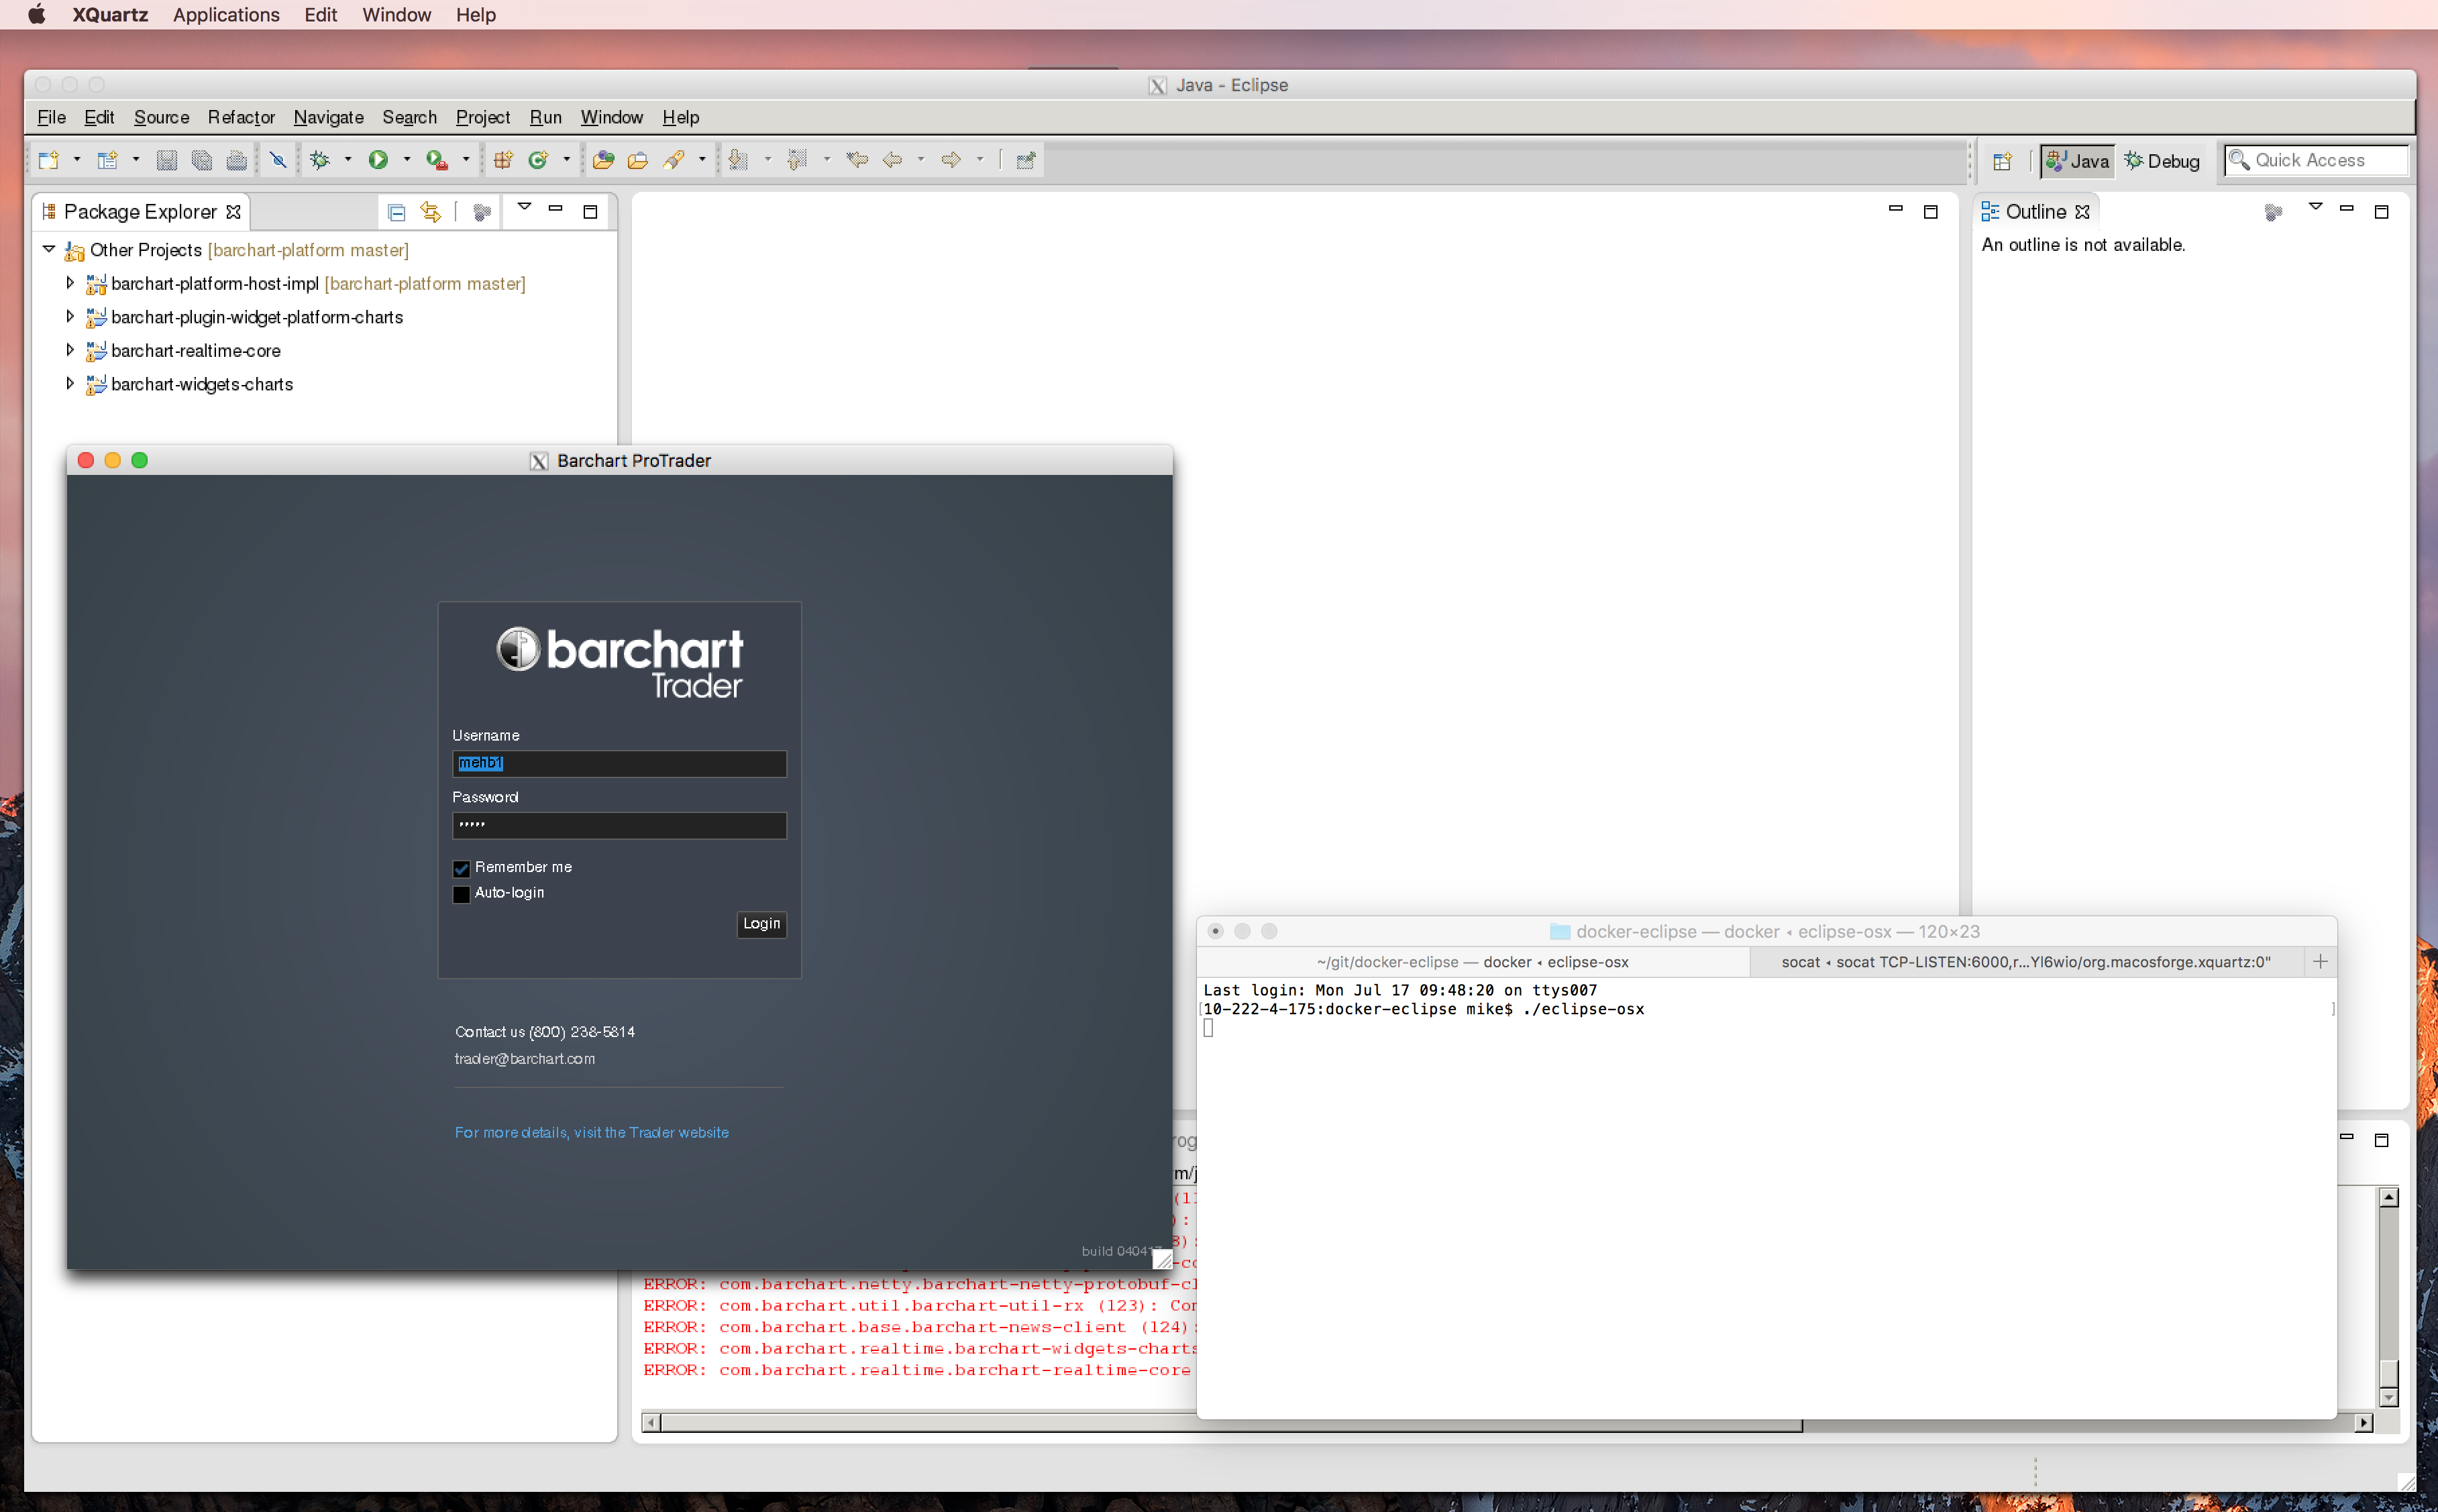 XQuartz Applications Edit Window Help
Java - Eclipse
File Edit Source Refactor Navigate Search Project Run Window Help
Java Debug Quick Access
Package Explorer
Other Projects [barchart-platform master]
barchart-platform-host-impl [barchart-platform master]
barchart-plugin-widget-platform-charts
barchart-realtime-core
barchart-widgets-charts
Outline
An outline is not available.
Barchart ProTrader
barchart
Trader
Username
mehb1
Password
Remember me
Auto-login
Login
Contact us (800) 238-5814
trader@barchart.com
For more details, visit the Trader website
build 040417
docker-eclipse — docker ◂ eclipse-osx — 120×23
~/git/docker-eclipse — docker ◂ eclipse-osx
socat ◂ socat TCP-LISTEN:6000,r...Yl6wio/org.macosforge.xquartz:0"
Last login: Mon Jul 17 09:48:20 on ttys007
[10-222-4-175:docker-eclipse mike$ ./eclipse-osx ]
ERROR: com.barchart.netty.barchart-netty-protobuf-cl
ERROR: com.barchart.util.barchart-util-rx (123): Con
ERROR: com.barchart.base.barchart-news-client (124):
ERROR: com.barchart.realtime.barchart-widgets-charts
ERROR: com.barchart.realtime.barchart-realtime-core